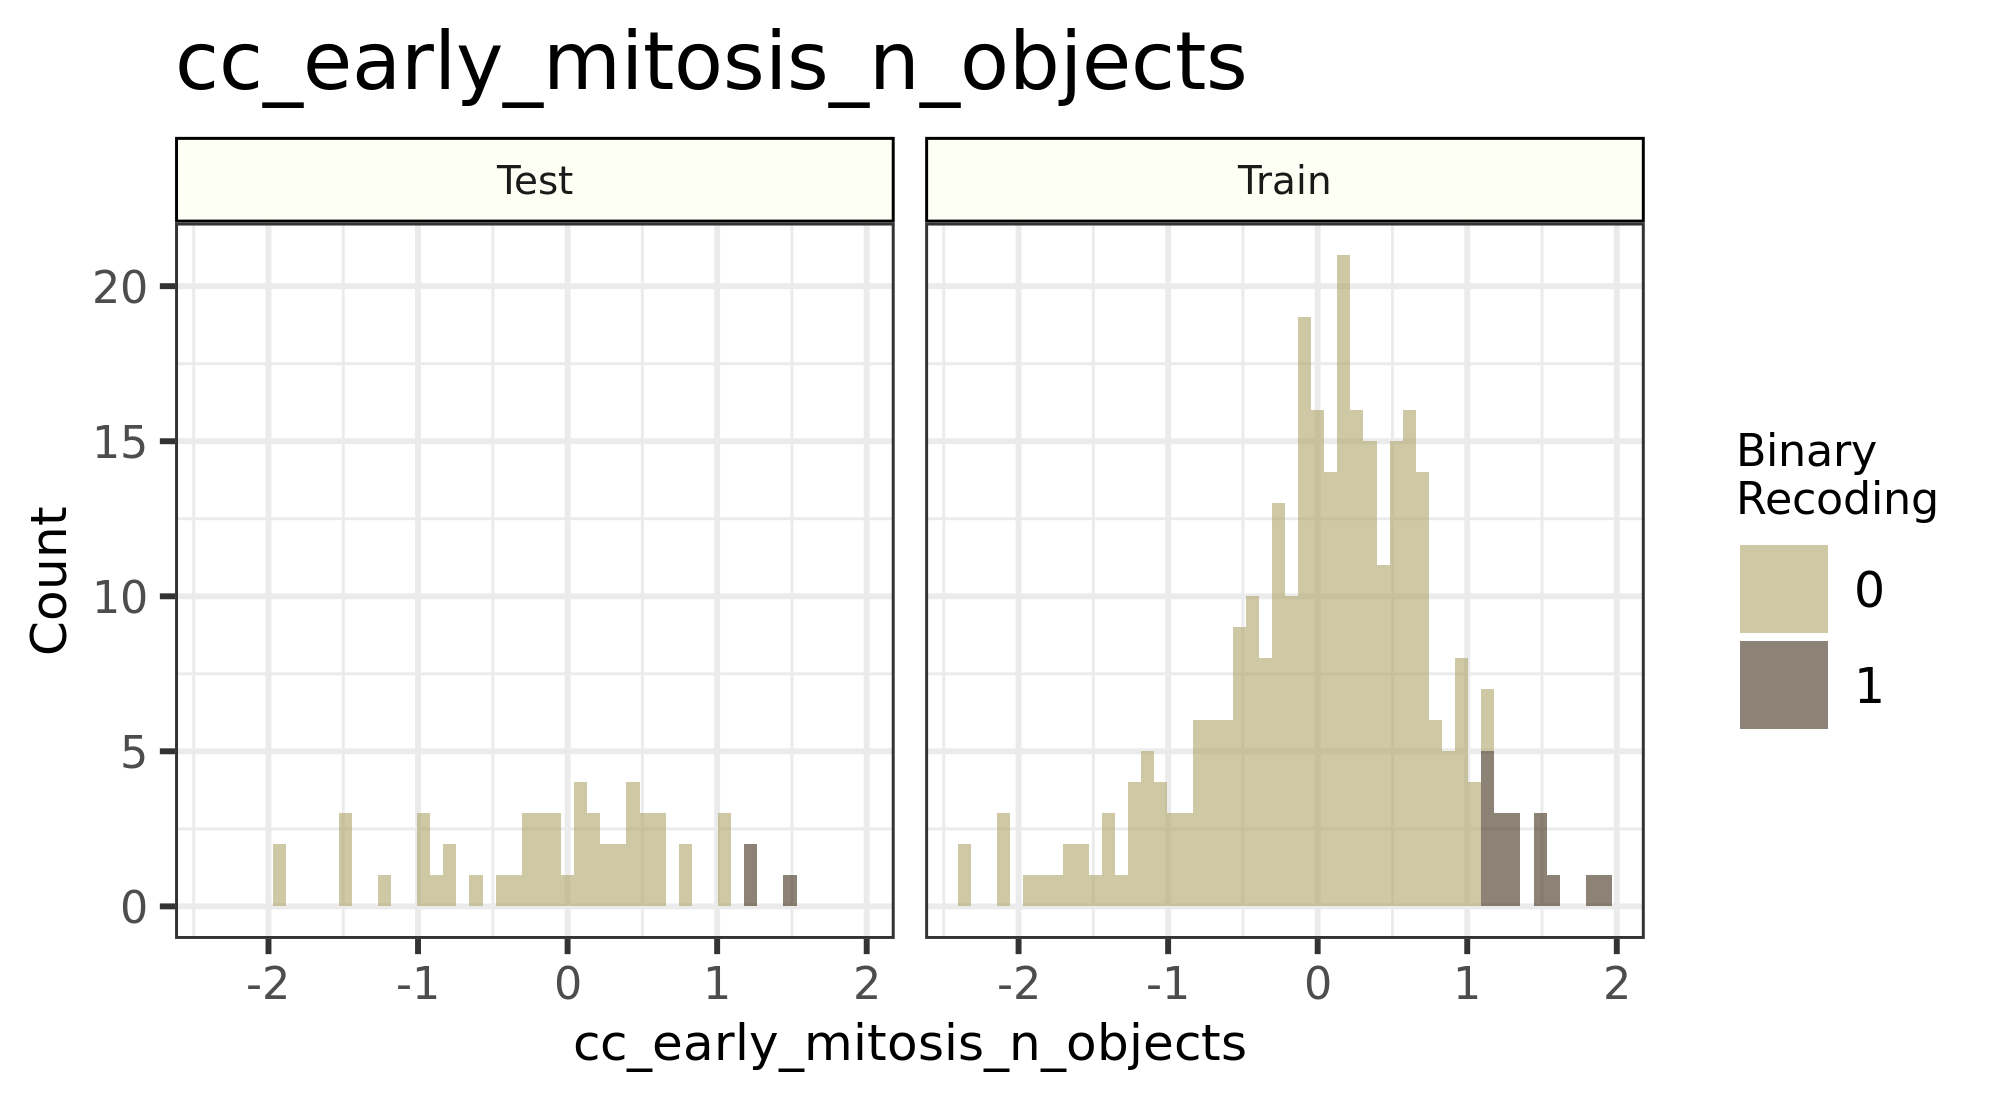 cc_early_mitosis_n_objects
Test
Train
20
15
10
5
0
Count
-2
-1
0
1
2
-2
-1
0
1
2
cc_early_mitosis_n_objects
Binary
Recoding
0
1